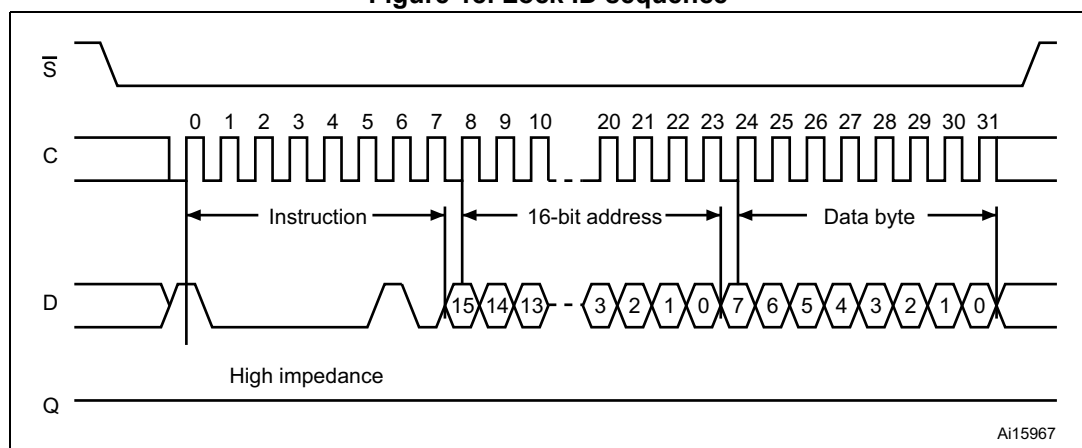 S
0 1 2 3 4 5 6 7 8 9 10 20 21 22 23 24 25 26 27 28 29 30 31
C
Instruction 16-bit address Data byte
D 15 14 13 3 2 1 0 7 6 5 4 3 2 1 0
High impedance
Q
Ai15967